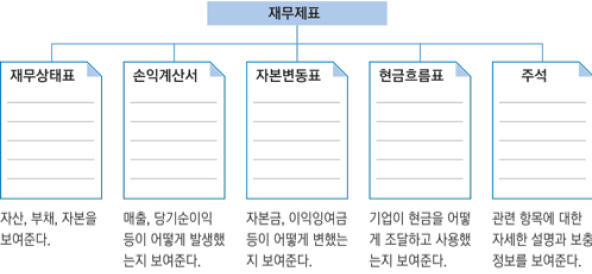 재무제표
재무상태표
손익계산서
자본변동표
현금흐름표
주석
자산, 부채, 자본을
보여준다.
매출, 당기순이익
등이 어떻게 발생했
는지 보여준다.
자본금, 이익잉여금
등이 어떻게 변했는
지 보여준다.
기업이 현금을 어떻
게 조달하고 사용했
는지 보여준다.
관련 항목에 대한
자세한 설명과 보충
정보를 보여준다.